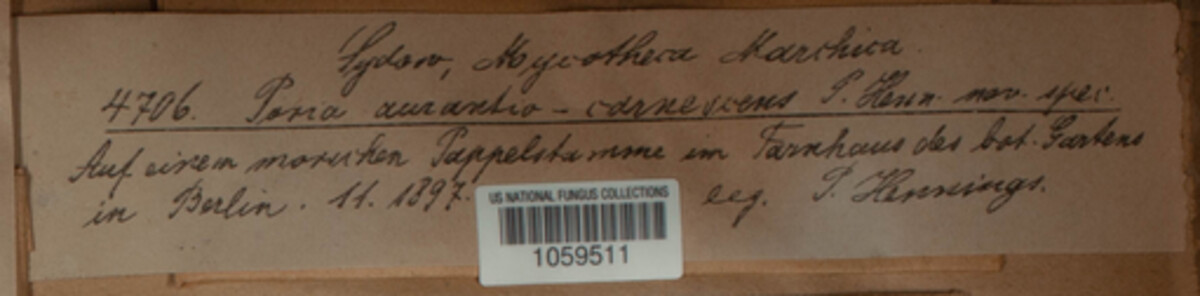 Sydow, Mycotheca Marchica.
4706. Poria aurantio-carnescens P. Henn. nov. spec.
Auf einem morschen Pappelstamme im Farnhaus des bot. Gartens
in Berlin. 11. 1897. leg. P. Hennings.
US NATIONAL FUNGUS COLLECTIONS
1059511